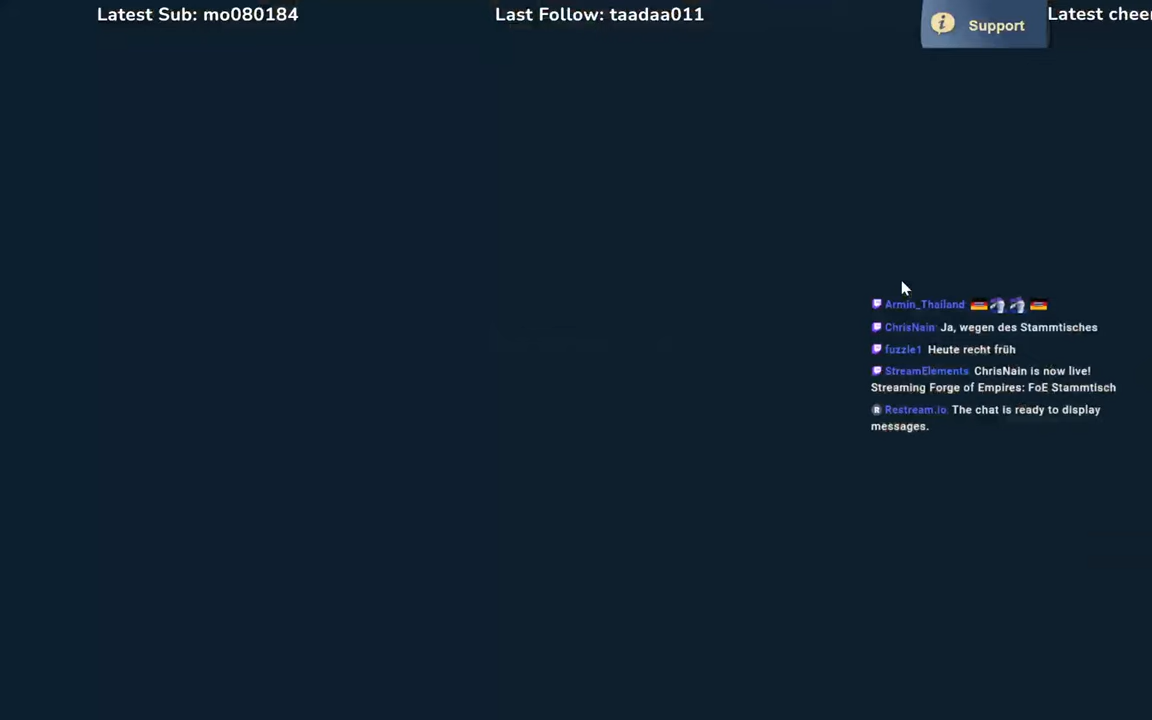 Latest Sub: mo080184
Last Follow: taadaa011
Support
Latest cheer
Armin_Thailand
ChrisNain: Ja, wegen des Stammtisches
fuzzle1 Heute recht früh
StreamElements: ChrisNain is now live!
Streaming Forge of Empires: FoE Stammtisch
R Restream.io: The chat is ready to display
messages.